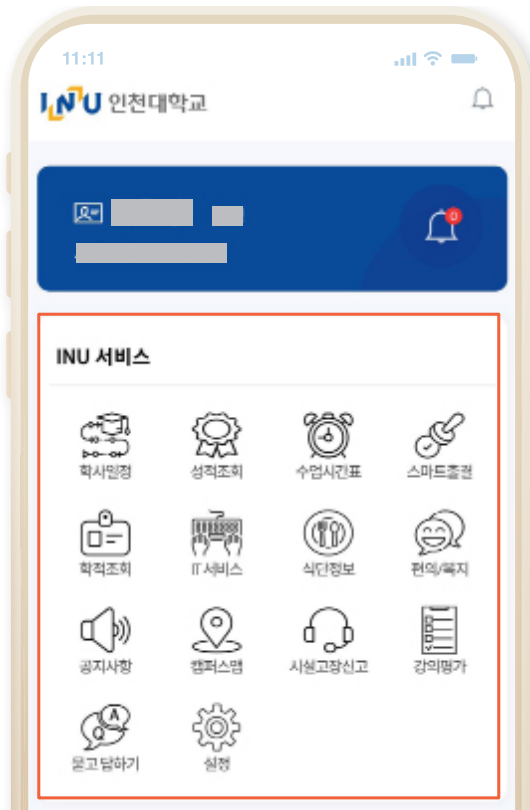 11:11
INU 인천대학교
0
INU 서비스
학사일정 성적조회 수업시간표 스마트출결
학적조회 IT 서비스 식단정보 편의/복지
공지사항 캠퍼스맵 시설고장신고 강의평가
Q A
묻고 답하기 설정